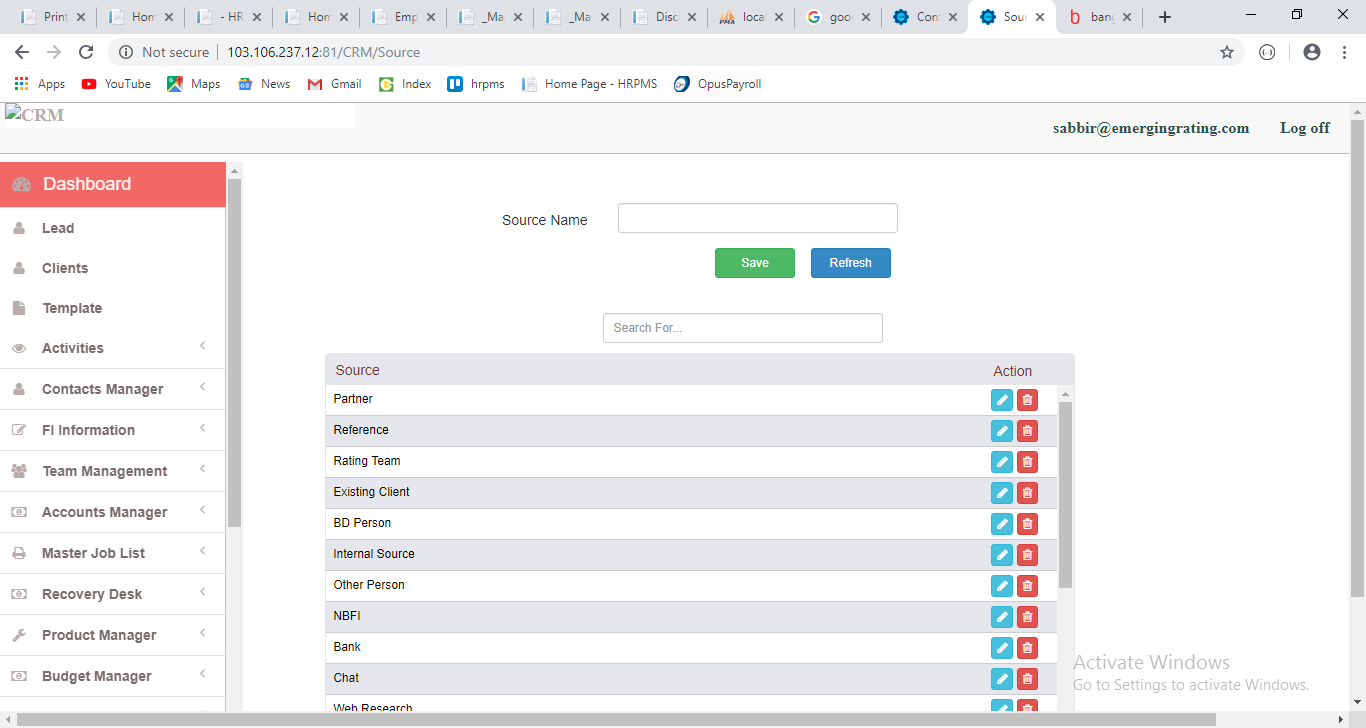 Print
Hom
- HR
Hom
Emp
_Ma
_Ma
Disc
PMA
loca
goo
Con
Sou
b
bang
Not secure
103.106.237.12:81/CRM/Source
Apps
YouTube
Maps
News
Gmail
Index
hrpms
Home Page - HRPMS
OpusPayroll
CRM
sabbir@emergingrating.com
Log off
Dashboard
Lead
Clients
Template
Activities
Contacts Manager
FI Information
Team Management
Accounts Manager
Master Job List
Recovery Desk
Product Manager
Budget Manager
Source Name
Save
Refresh
Search For...
Source
Action
Partner
Reference
Rating Team
Existing Client
BD Person
Internal Source
Other Person
NBFI
Bank
Chat
Web Research
Activate Windows
Go to Settings to activate Windows.